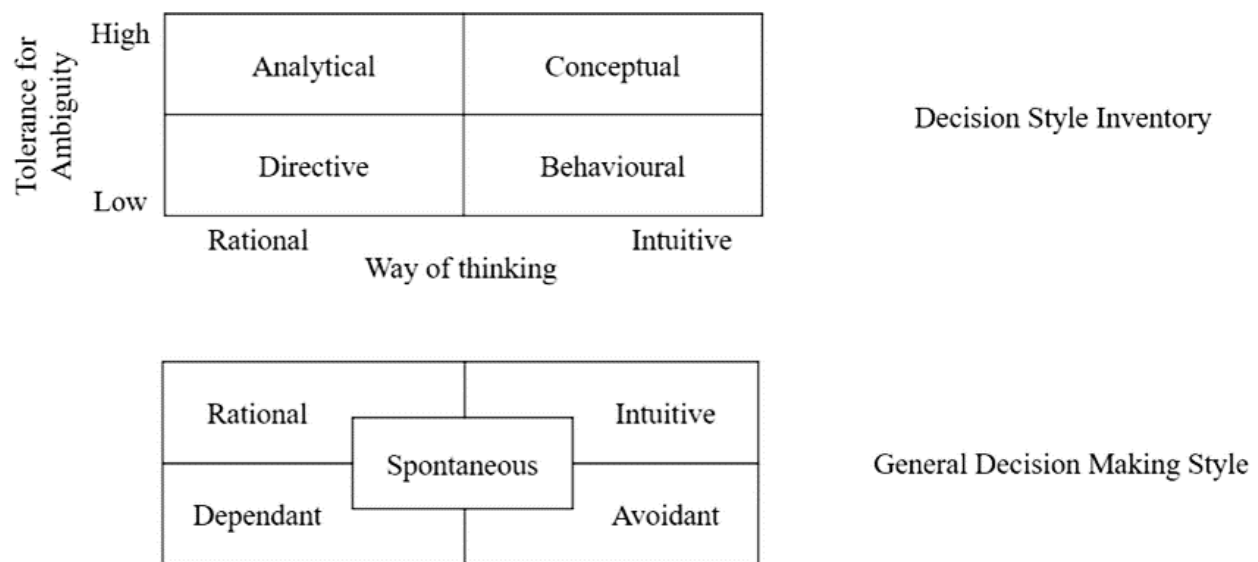 Tolerance for
Ambiguity
High
Analytical Conceptual
Decision Style Inventory
Directive Behavioural
Low
Rational Intuitive
Way of thinking
Rational Intuitive
Spontaneous
General Decision Making Style
Dependant Avoidant